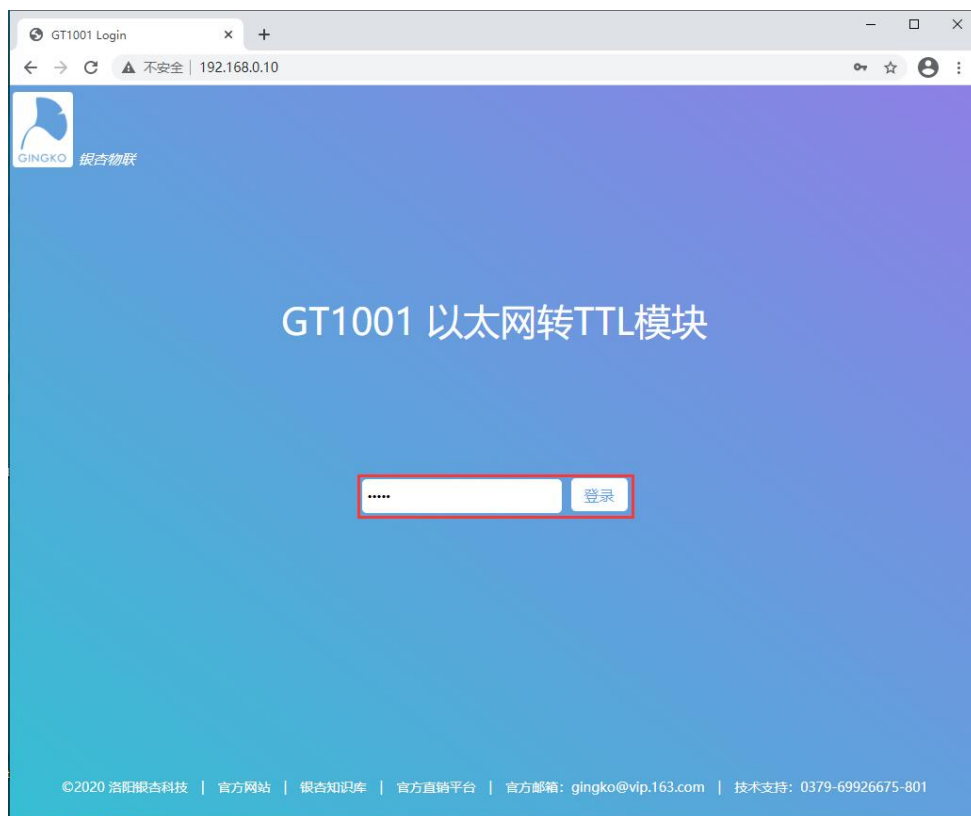 GT1001 Login
不安全 | 192.168.0.10
GINGKO 银杏物联
GT1001 以太网转TTL模块
•••••
登录
©2020 洛阳银杏科技 | 官方网站 | 银杏知识库 | 官方直销平台 | 官方邮箱：gingko@vip.163.com | 技术支持：0379-69926675-801